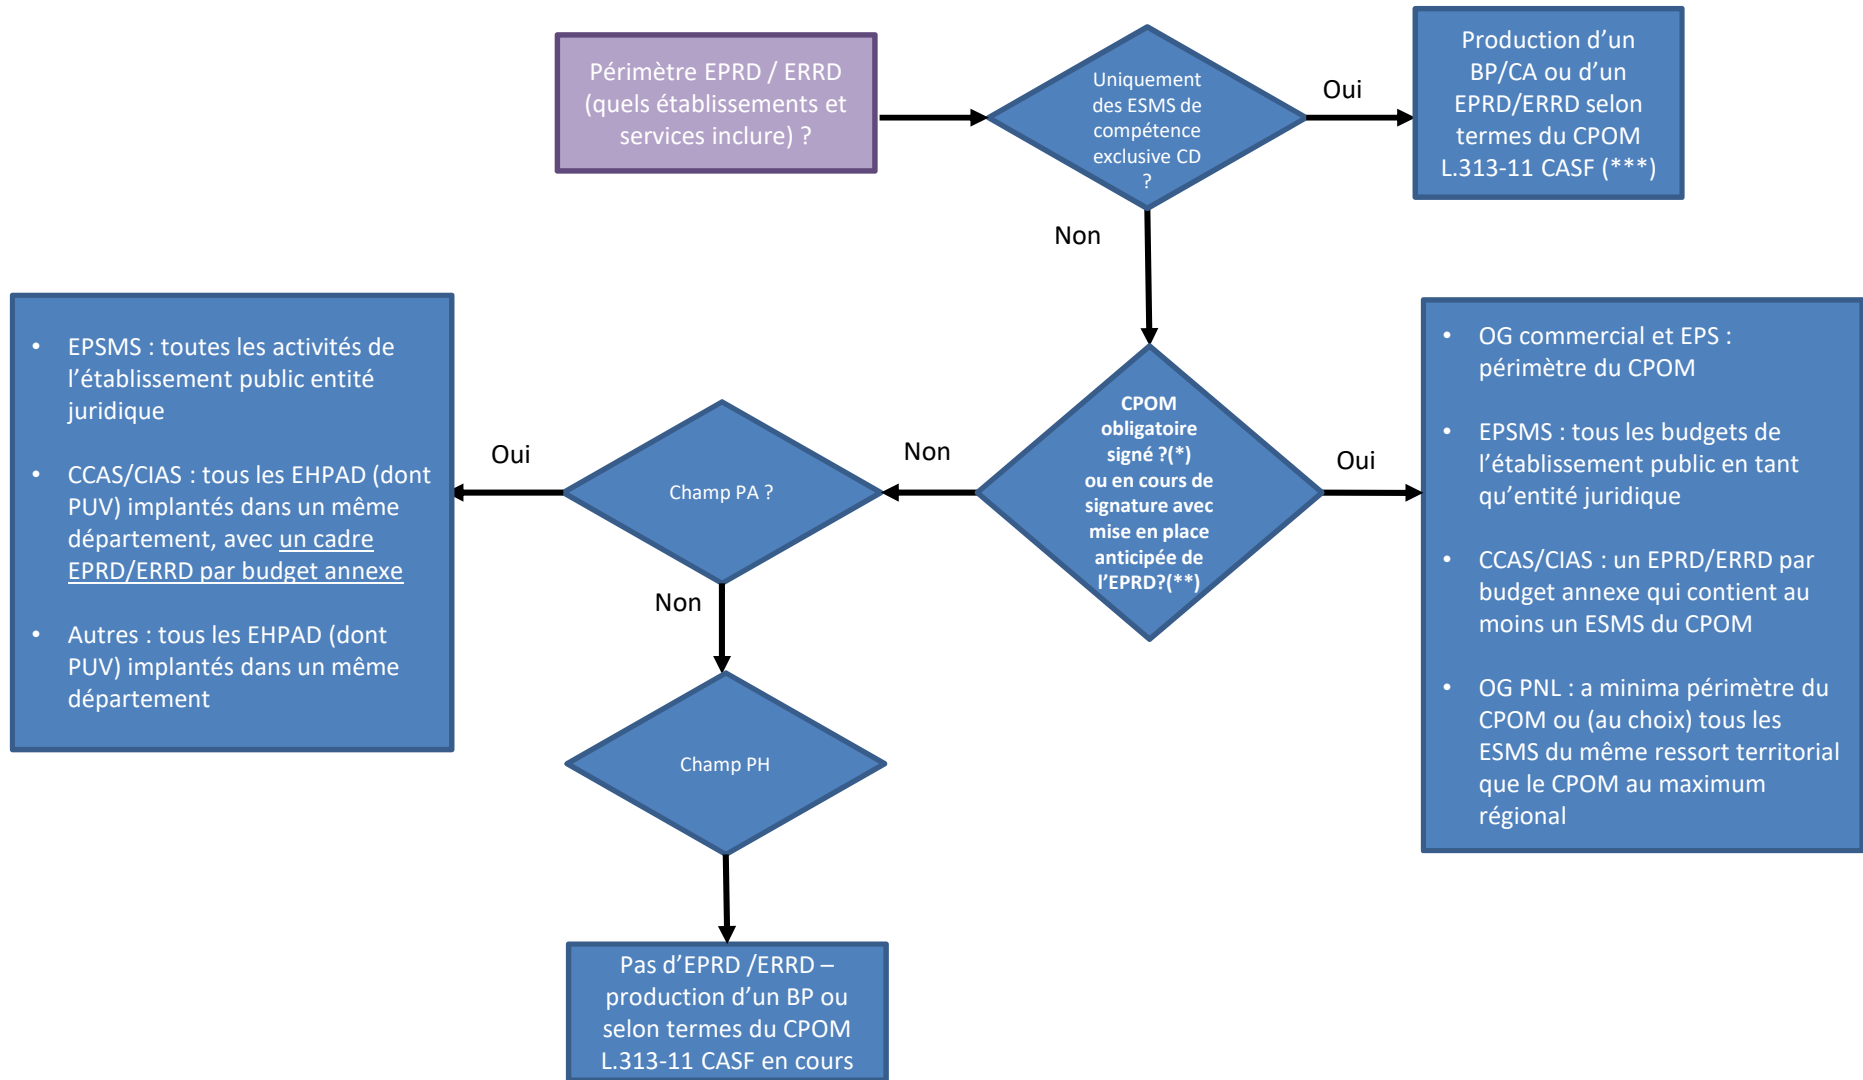 Périmètre EPRD / ERRD
(quels établissements et
services inclure) ?
Uniquement
des ESMS de
compétence
exclusive CD
?
Oui
Production d’un
BP/CA ou d’un
EPRD/ERRD selon
termes du CPOM
L.313-11 CASF (***)
Non
CPOM
obligatoire
signé ?(*)
ou en cours de
signature avec
mise en place
anticipée de
l’EPRD?(**)
Oui
• OG commercial et EPS :
périmètre du CPOM
• EPSMS : tous les budgets de
l’établissement public en tant
qu’entité juridique
• CCAS/CIAS : un EPRD/ERRD par
budget annexe qui contient au
moins un ESMS du CPOM
• OG PNL : a minima périmètre du
CPOM ou (au choix) tous les
ESMS du même ressort territorial
que le CPOM au maximum
régional
Non
Champ PA ?
Oui
• EPSMS : toutes les activités de
l’établissement public entité
juridique
• CCAS/CIAS : tous les EHPAD (dont
PUV) implantés dans un même
département, avec un cadre
EPRD/ERRD par budget annexe
• Autres : tous les EHPAD (dont
PUV) implantés dans un même
département
Non
Champ PH
Pas d’EPRD /ERRD –
production d’un BP ou
selon termes du CPOM
L.313-11 CASF en cours